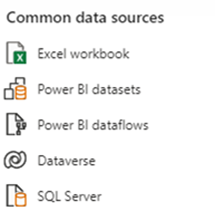 Common data sources
Excel workbook
Power BI datasets
Power BI dataflows
Dataverse
SQL Server